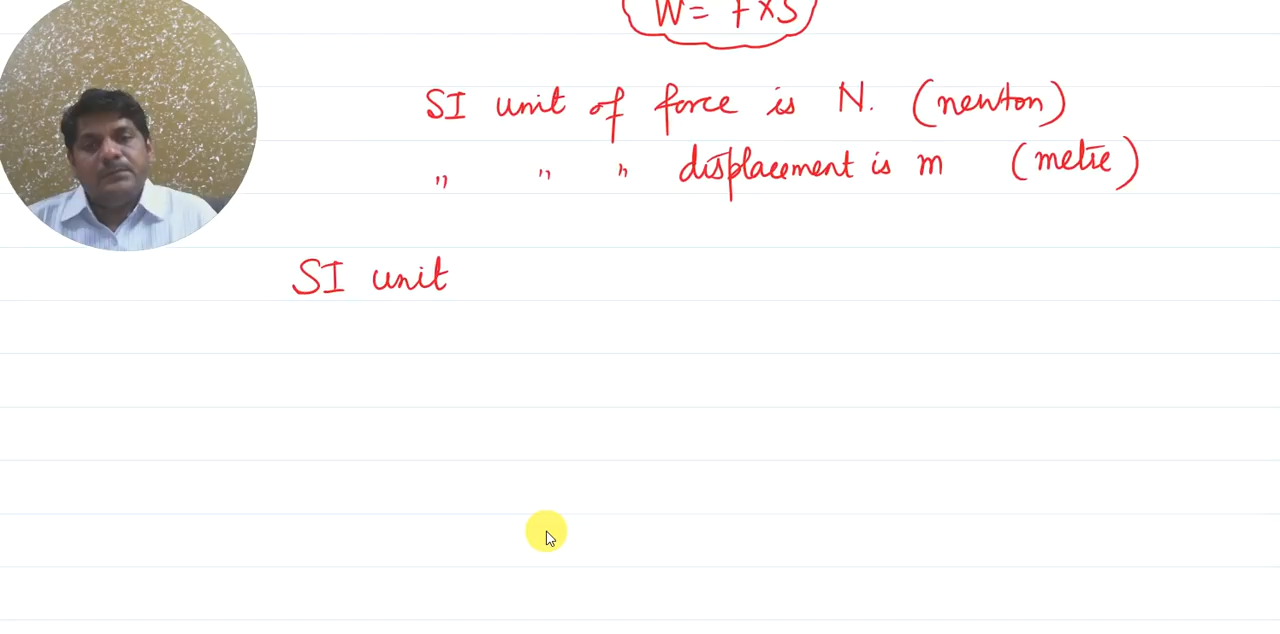 W = F × S
SI unit of force is N. (newton)
" " " displacement is m (metre)
SI unit